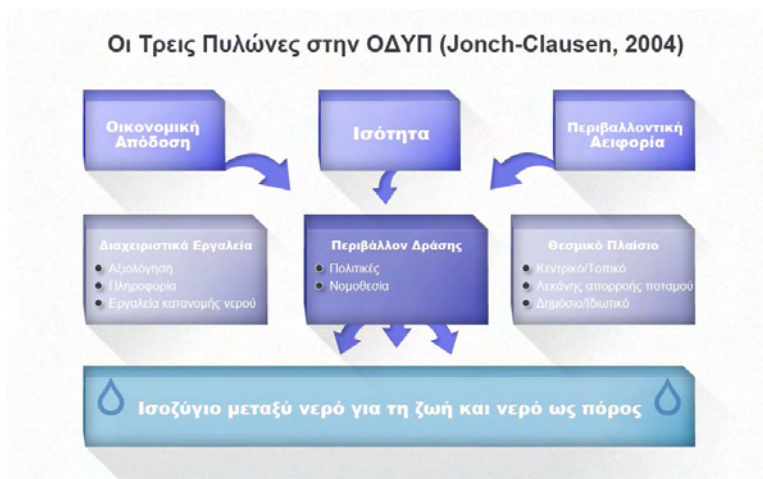 Οι Τρεις Πυλώνες στην ΟΔΥΠ (Jonch-Clausen, 2004)
Οικονομική
Απόδοση
Ισότητα
Περιβαλλοντική
Αειφορία
Διαχειριστικά Εργαλεία
Αξιολόγηση
Πληροφορία
Εργαλεία κατανομής νερού
Περιβάλλον Δράσης
Πολιτικές
Νομοθεσία
Θεσμικό Πλαίσιο
Κεντρικό/Τοπικό
Λεκάνης απορροής ποταμού
Δημόσιο/Ιδιωτικό
Ισοζύγιο μεταξύ νερό για τη ζωή και νερό ως πόρος